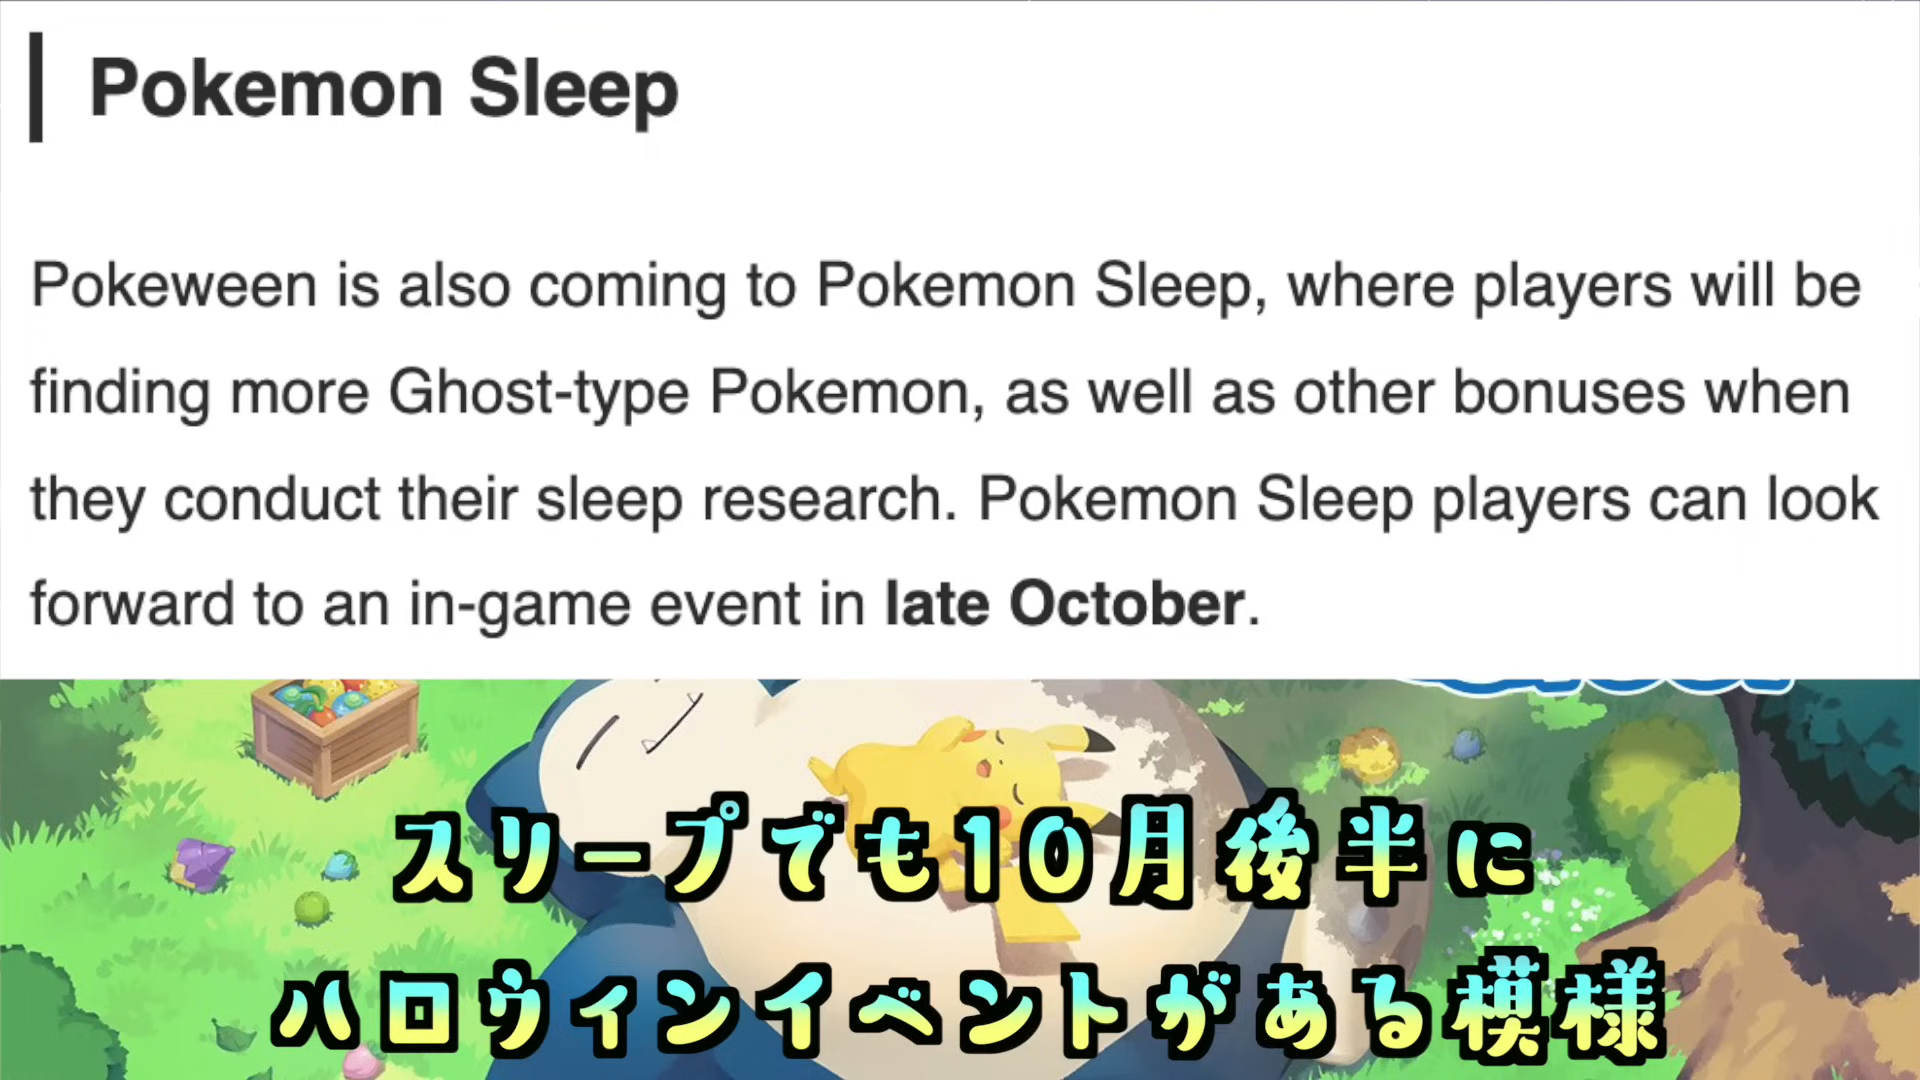 Pokemon Sleep
Pokeween is also coming to Pokemon Sleep, where players will be
finding more Ghost-type Pokemon, as well as other bonuses when
they conduct their sleep research. Pokemon Sleep players can look
forward to an in-game event in late October.
スリープでも10月後半に
ハロウィンイベントがある模様